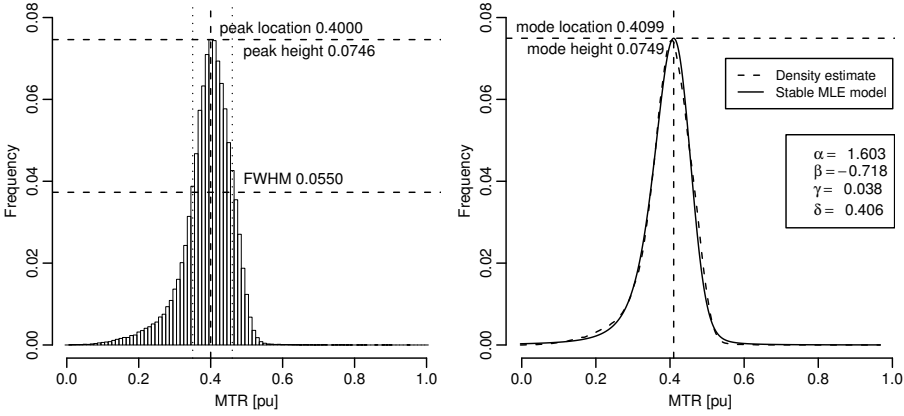 0.08
peak location 0.4000
peak height 0.0746
0.06
FWHM 0.0550
Frequency
0.04
0.02
0.00
0.0 0.2 0.4 0.6 0.8 1.0
MTR [pu]
0.08
mode location 0.4099
mode height 0.0749
Density estimate
Stable MLE model
0.06
α = 1.603
β = −0.718
γ = 0.038
δ = 0.406
Frequency
0.04
0.02
0.00
0.0 0.2 0.4 0.6 0.8 1.0
MTR [pu]